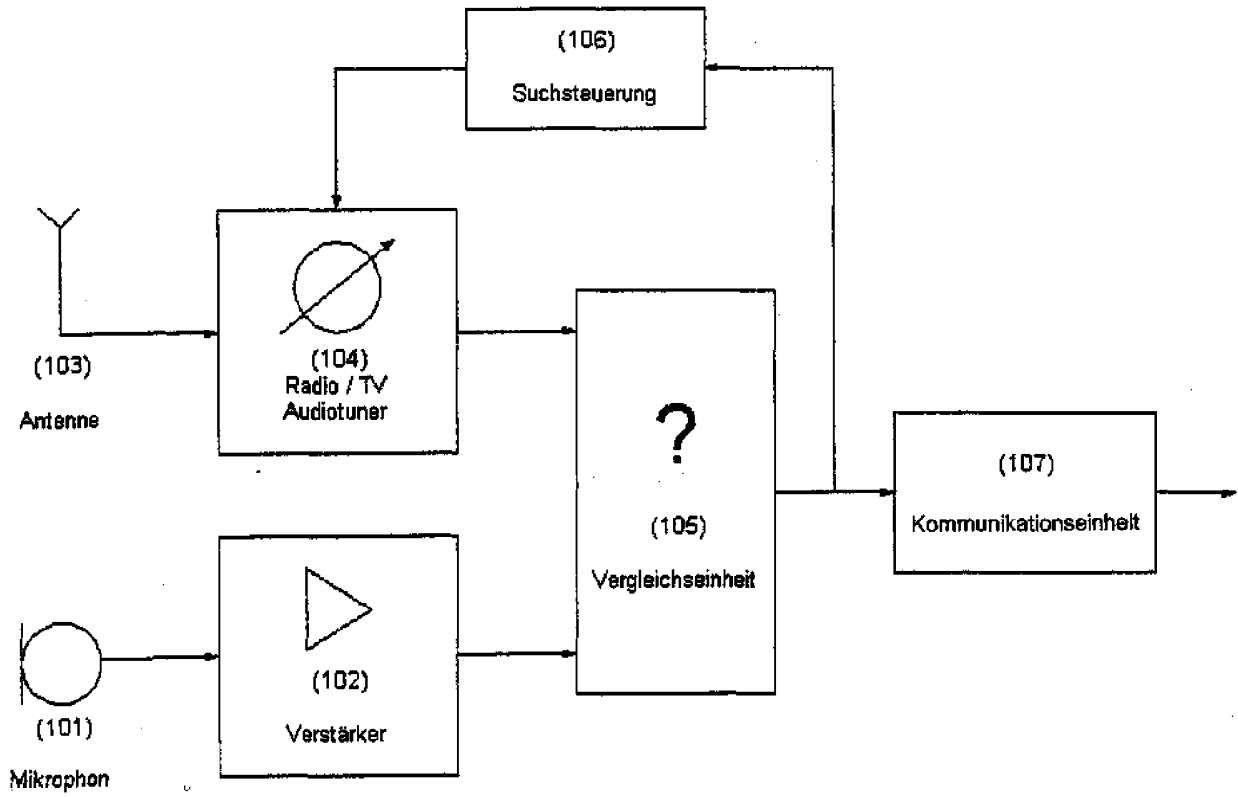 (106)
Suchsteuerung
(103)
Antenne
(104)
Radio / TV
Audiotuner
?
(105)
Vergleichseinheit
(107)
Kommunikationseinheit
(101)
Mikrophon
(102)
Verstärker